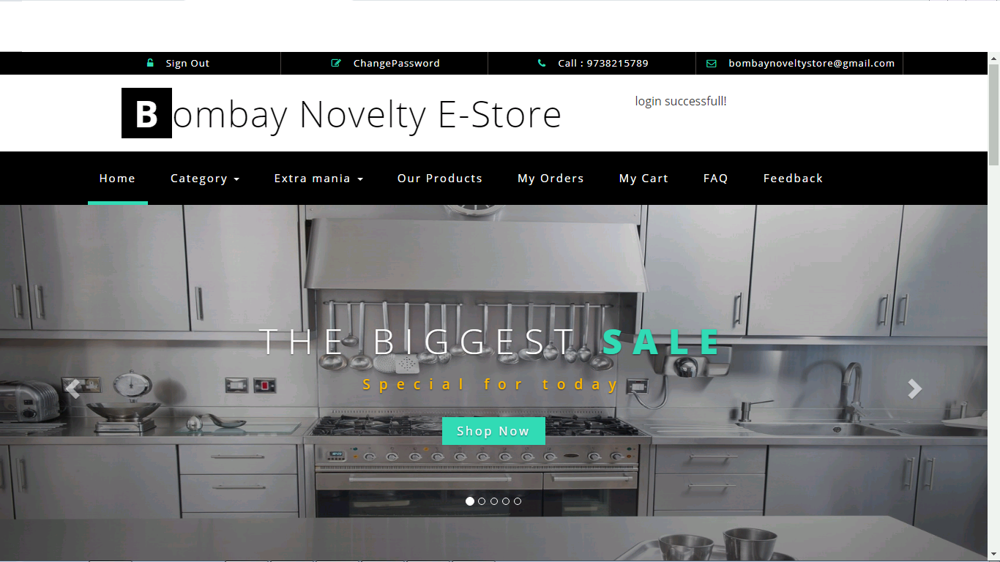 Sign Out ChangePassword Call : 9738215789 bombaynoveltystore@gmail.com
Bombay Novelty E-Store
login successfull!
Home Category Extra mania Our Products My Orders My Cart FAQ Feedback
THE BIGGEST SALE
Special for today
Shop Now